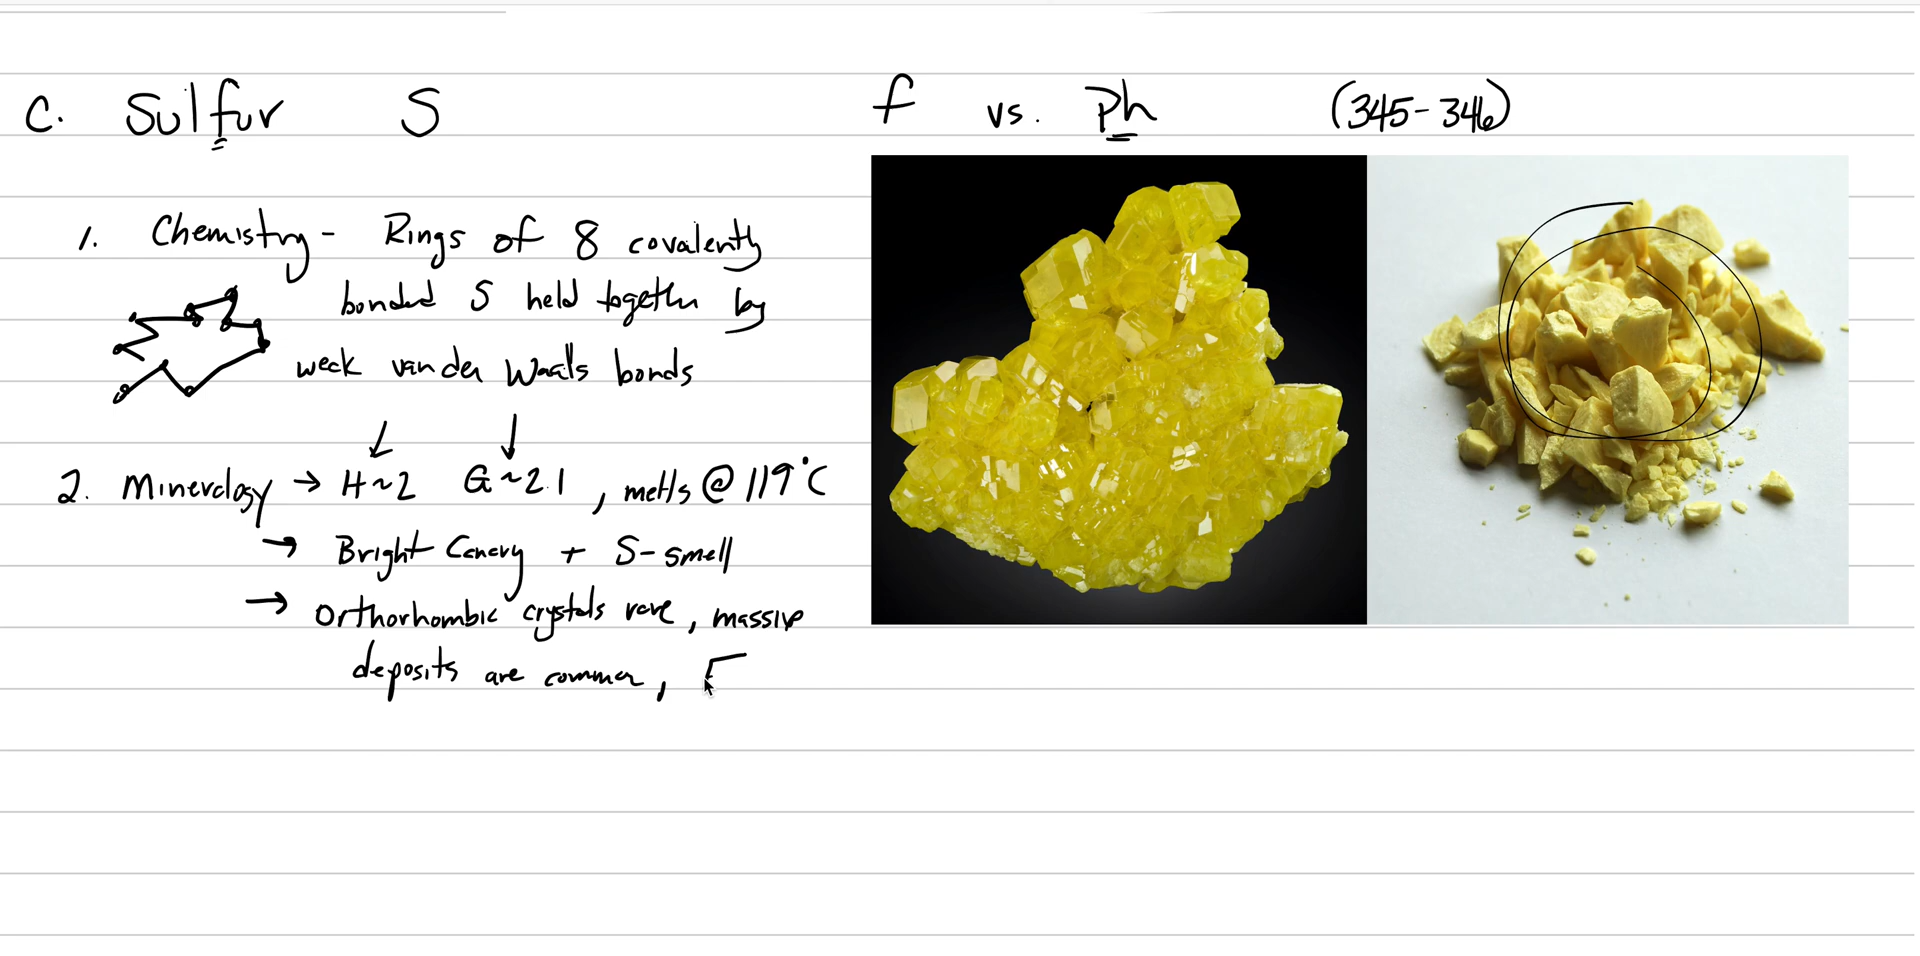 C. Sulfur S f vs. Ph (345-346)
1. Chemistry - Rings of 8 covalently
bonded S held together by
weak van der Waals bonds
2. Minerology → H~2 G~2.1, melts @ 119°C
→ Bright Canary + S-smell
→ Orthorhombic crystals rare, massive
deposits are common,